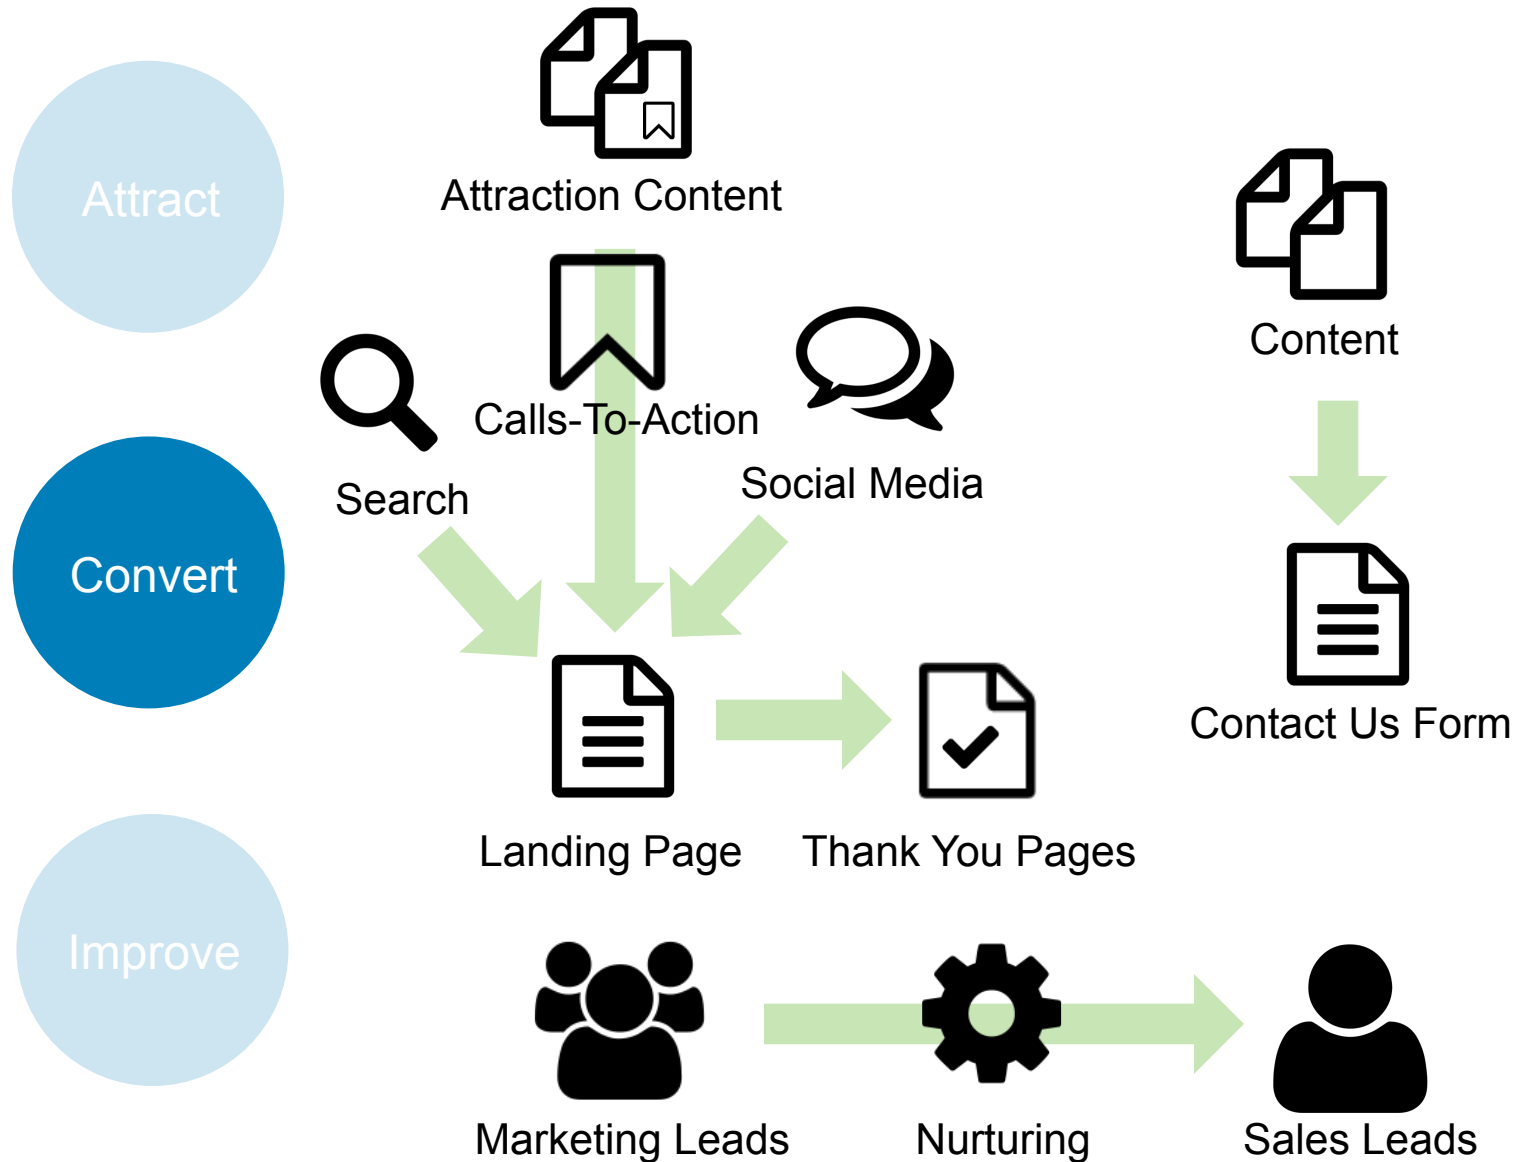 Attract
Attraction Content
Content
Calls-To-Action
Search
Social Media
Convert
Contact Us Form
Landing Page
Thank You Pages
Improve
Marketing Leads
Nurturing
Sales Leads